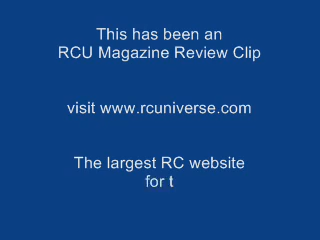 This has been an
RCU Magazine Review Clip
visit www.rcuniverse.com
The largest RC website
for t